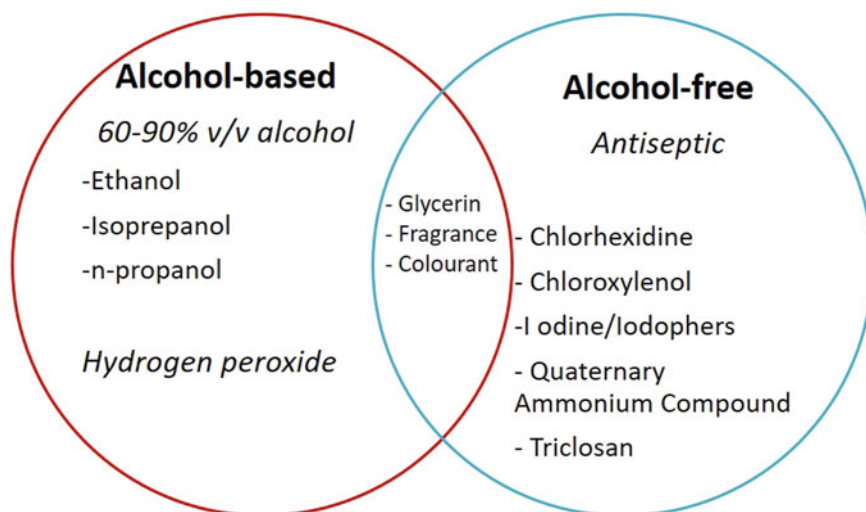 Alcohol-based
60-90% v/v alcohol
-Ethanol
-Isoprepanol
-n-propanol
Hydrogen peroxide
- Glycerin
- Fragrance
- Colourant
Alcohol-free
Antiseptic
- Chlorhexidine
- Chloroxylenol
-I odine/Iodophers
- Quaternary
Ammonium Compound
- Triclosan